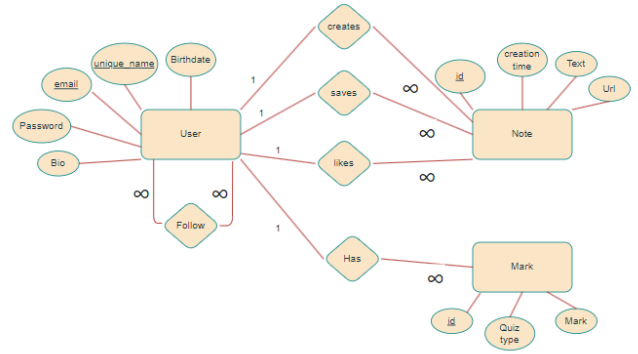 creates
unique_name
Birthdate
creation
time
Text
email
id
Url
1
saves
∞
1
Password
User
∞
Note
1
likes
Bio
∞
∞
∞
Follow
1
Has
∞
Mark
id
Quiz
type
Mark